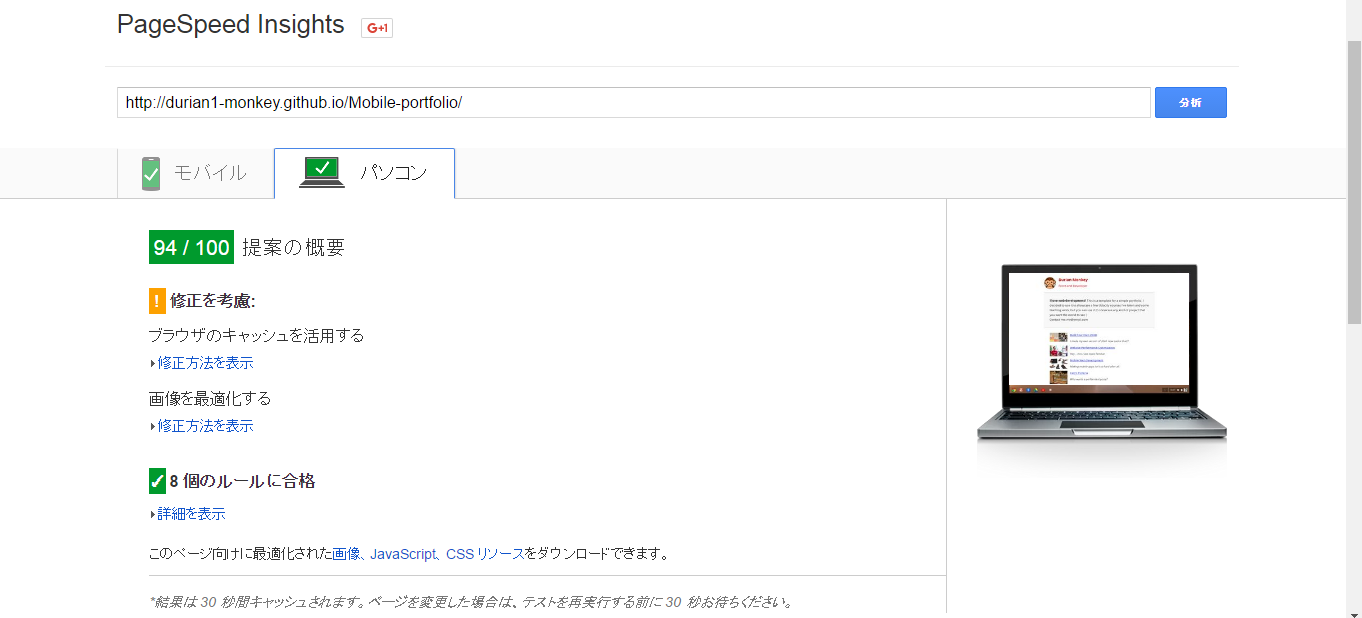 PageSpeed Insights G+1
http://durian1-monkey.github.io/Mobile-portfolio/ 分析
モバイル パソコン
94 / 100 提案の概要
! 修正を考慮:
ブラウザのキャッシュを活用する
修正方法を表示
画像を最適化する
修正方法を表示
8 個のルールに合格
詳細を表示
このページ向けに最適化された画像、JavaScript、CSS リソースをダウンロードできます。
*結果は 30 秒間キャッシュされます。ページを変更した場合は、テストを再実行する前に 30 秒お待ちください。
Durian Monkey